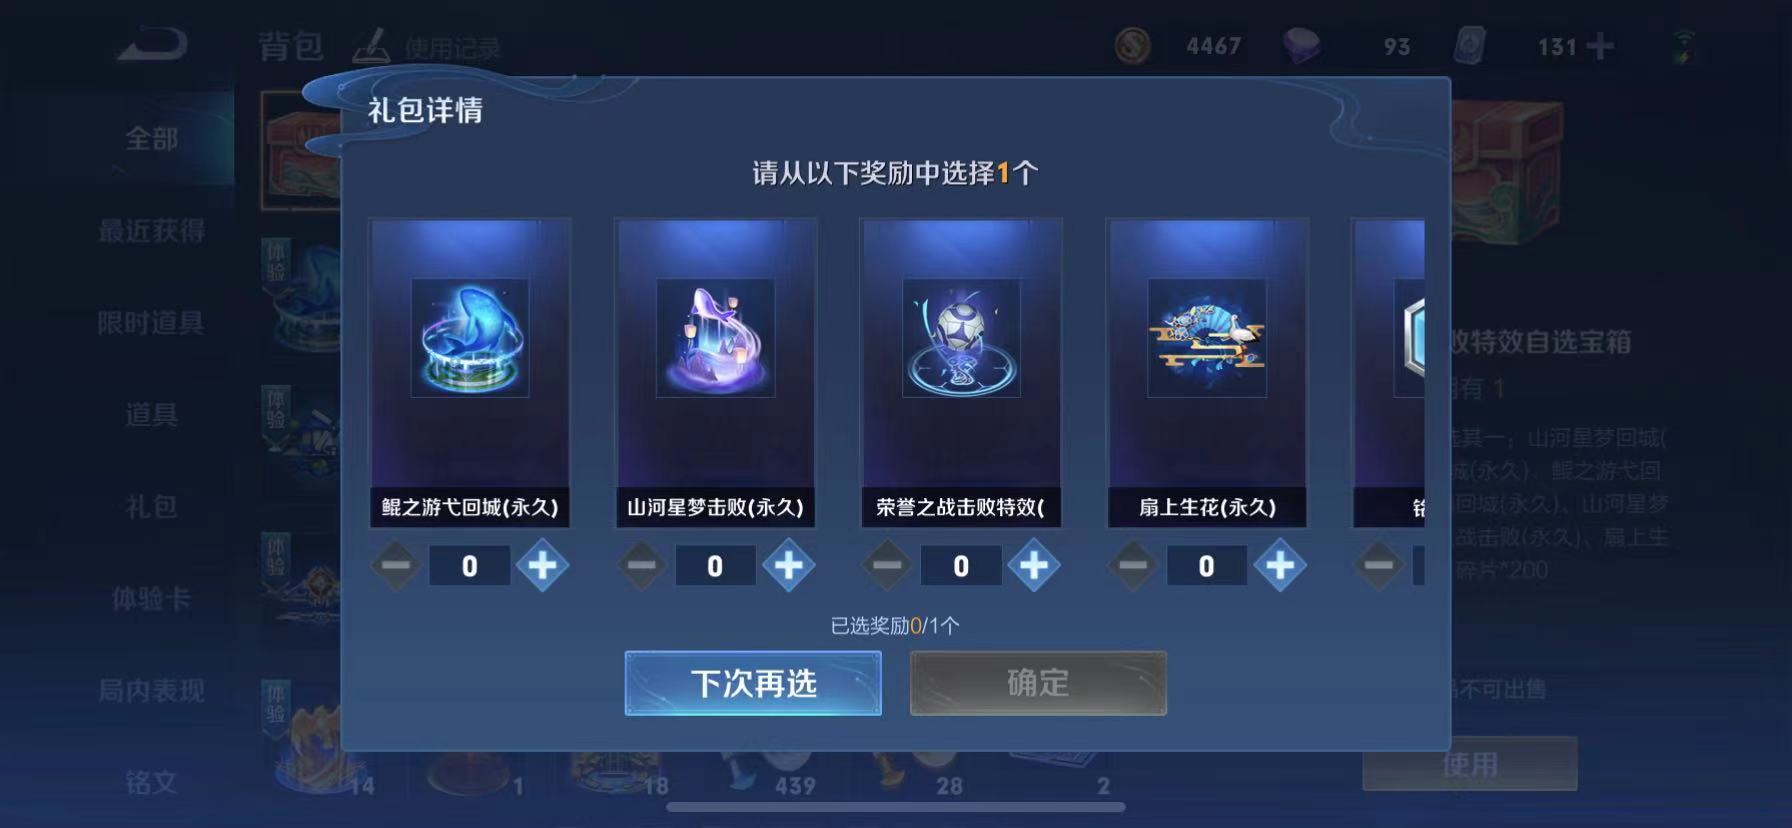 背包
使用记录
4467
93
131
全部
最近获得
限时道具
道具
礼包
体验卡
局内表现
铭文
体验
体验
体验
体验
礼包详情
请从以下奖励中选择1个
鲲之游弋回城(永久)
山河星梦击败(永久)
荣誉之战击败特效(
扇上生花(永久)
0
0
0
0
已选奖励0/1个
下次再选
确定
特效自选宝箱
有 1
选其一；山河星梦回城(
城(永久)、鲲之游弋回
回城(永久)、山河星梦
战击败(永久)、扇上生
碎片*200
不可出售
使用
14
1
18
439
28
2